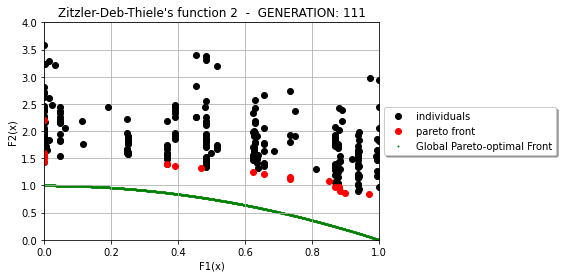 Zitzler-Deb-Thiele's function 2 - GENERATION: 111
4.0
3.5
3.0
2.5
2.0
1.5
1.0
0.5
0.0
F2(x)
0.0 0.2 0.4 0.6 0.8 1.0
F1(x)
individuals
pareto front
Global Pareto-optimal Front